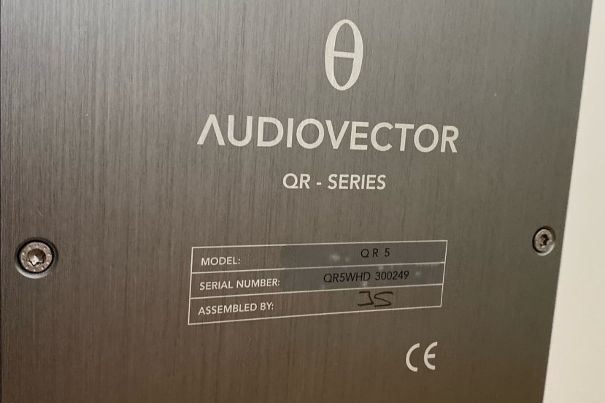 θ
AUDIOVECTOR
QR - SERIES
MODEL: QR 5
SERIAL NUMBER: QR5WHD 300249
ASSEMBLED BY: JS
CE